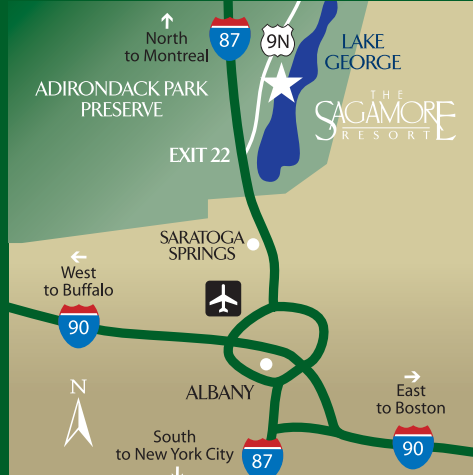 North
to Montreal
87
9N
LAKE
GEORGE
ADIRONDACK PARK
PRESERVE
THE
SAGAMORE
RESORT
EXIT 22
SARATOGA
SPRINGS
West
to Buffalo
90
N
ALBANY
East
to Boston
South
to New York City
87
90